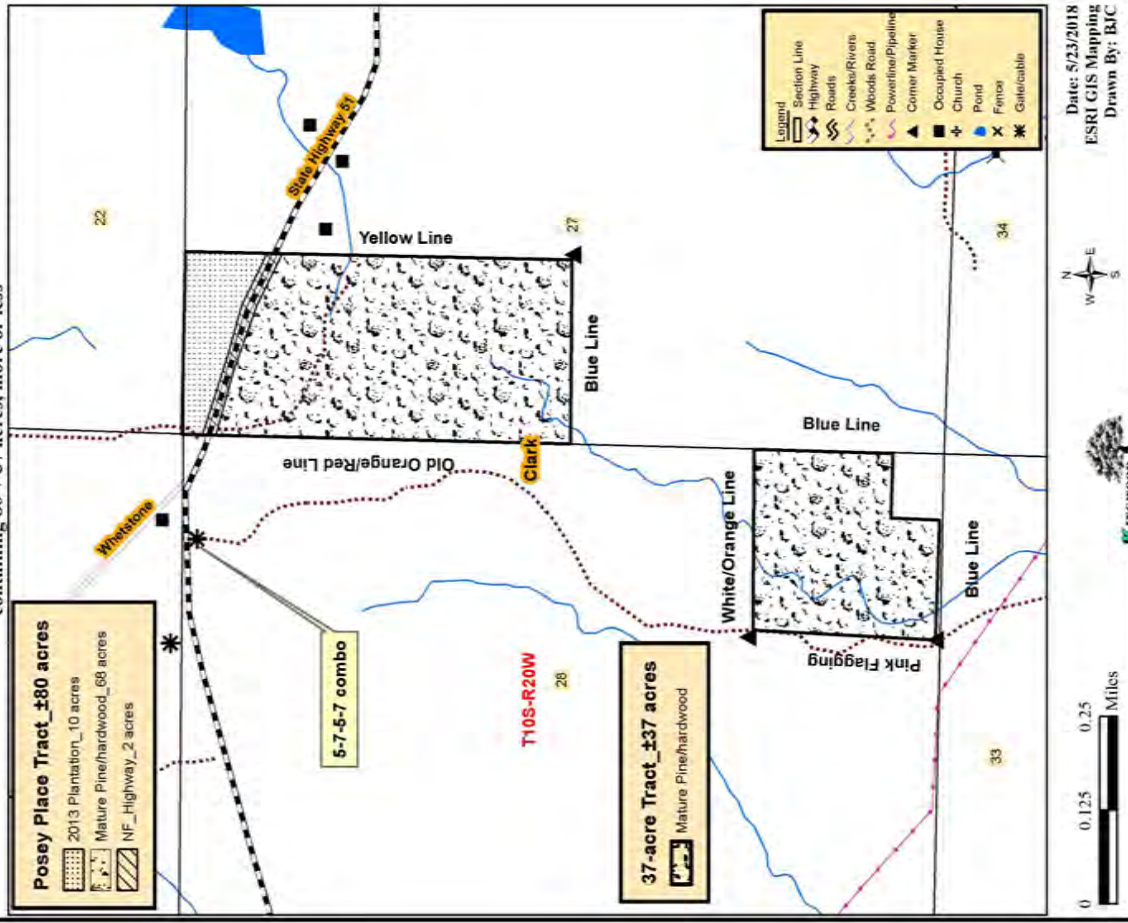 Posey Place Tract_±80 acres
2013 Plantation_10 acres
Mature Pine/hardwood_68 acres
NF_Highway_2 acres
22
Whetstone
State Highway 51
5-7-5-7 combo
Old Orange/Red Line
Yellow Line
27
Blue Line
Clark
T10S-R20W
28
37-acre Tract_±37 acres
Mature Pine/hardwood
White/Orange Line
Blue Line
Pink Flagging
Blue Line
33
34
Legend
Section Line
Highway
Roads
Creeks/Rivers
Woods Road
Powerline/Pipeline
Corner Marker
Occupied House
Church
Pond
Fence
Gate/cable
0 0.125 0.25
Miles
N
W E
S
Date: 5/23/2018
ESRI GIS Mapping
Drawn By: BJC